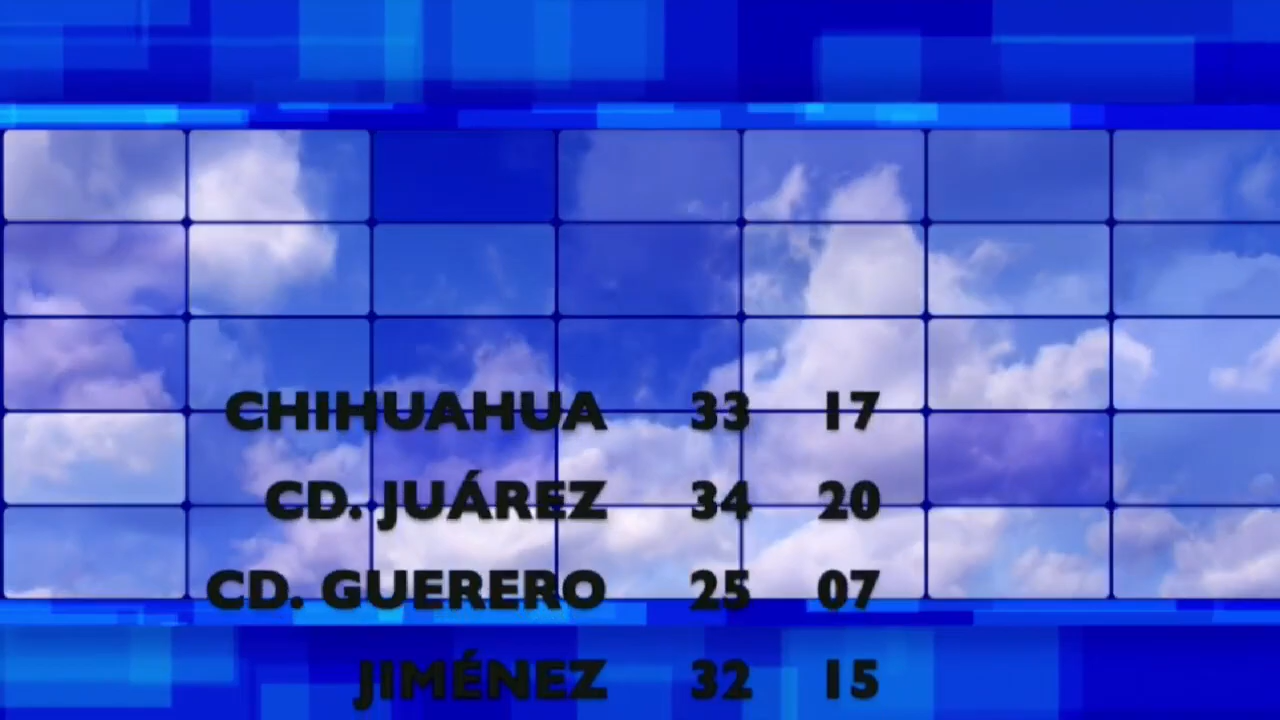 CHIHUAHUA 33 17
CD. JUÁREZ 34 20
CD. GUERERO 25 07
JIMÉNEZ 32 15